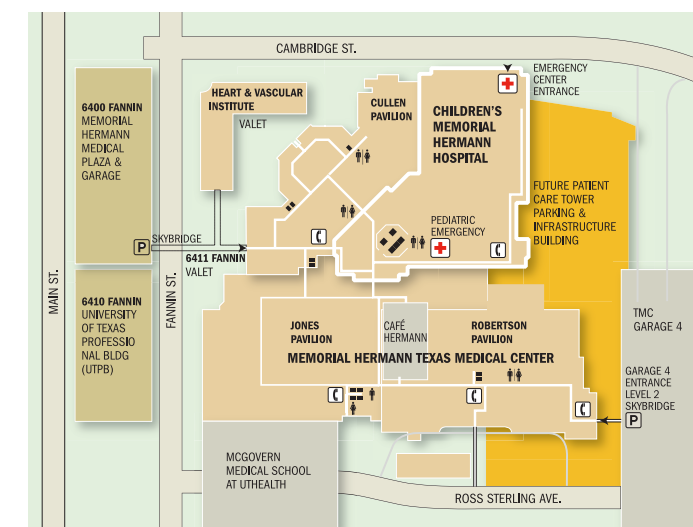 CAMBRIDGE ST.
EMERGENCY
CENTER
ENTRANCE
6400 FANNIN
MEMORIAL
HERMANN
MEDICAL
PLAZA &
GARAGE
HEART & VASCULAR
INSTITUTE
VALET
CULLEN
PAVILION
CHILDREN'S
MEMORIAL
HERMANN
HOSPITAL
FUTURE PATIENT
CARE TOWER
PARKING &
INFRASTRUCTURE
BUILDING
PEDIATRIC
EMERGENCY
SKYBRIDGE
P
6411 FANNIN
VALET
MAIN ST.
FANNIN ST.
6410 FANNIN
UNIVERSITY
OF TEXAS
PROFESSIO
NAL BLDG
(UTPB)
JONES
PAVILION
CAFÉ
HERMANN
ROBERTSON
PAVILION
MEMORIAL HERMANN TEXAS MEDICAL CENTER
TMC
GARAGE 4
GARAGE 4
ENTRANCE
LEVEL 2
SKYBRIDGE
P
MCGOVERN
MEDICAL SCHOOL
AT UTHEALTH
ROSS STERLING AVE.